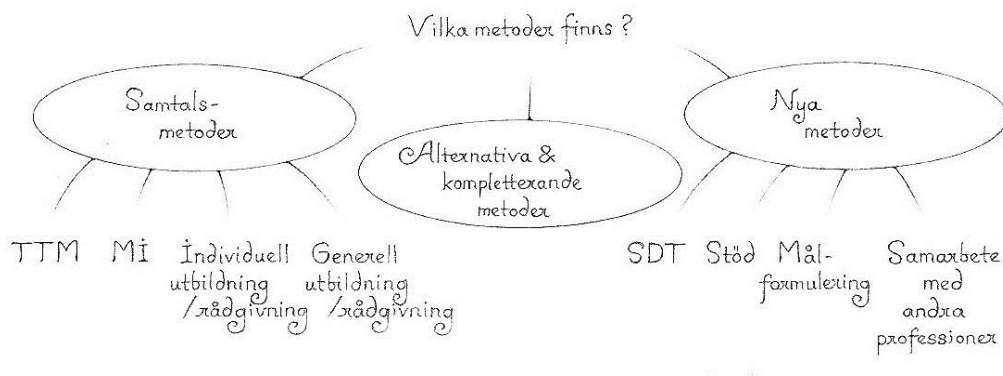 Vilka metoder finns?
Samtals-
metoder
Alternativa &
kompletterande
metoder
Nya
metoder
TTM
MI
Individuell
utbildning
/rådgivning
Generell
utbildning
/rådgivning
SDT
Stöd
Mål-
formulering
Samarbete
med
andra
professioner